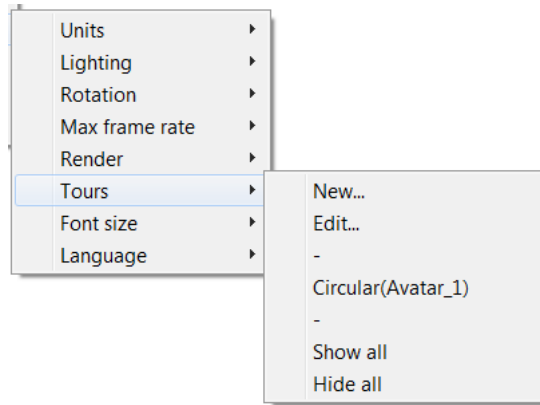 Units
Lighting
Rotation
Max frame rate
Render
Tours
Font size
Language
New...
Edit...
-
Circular(Avatar_1)
-
Show all
Hide all